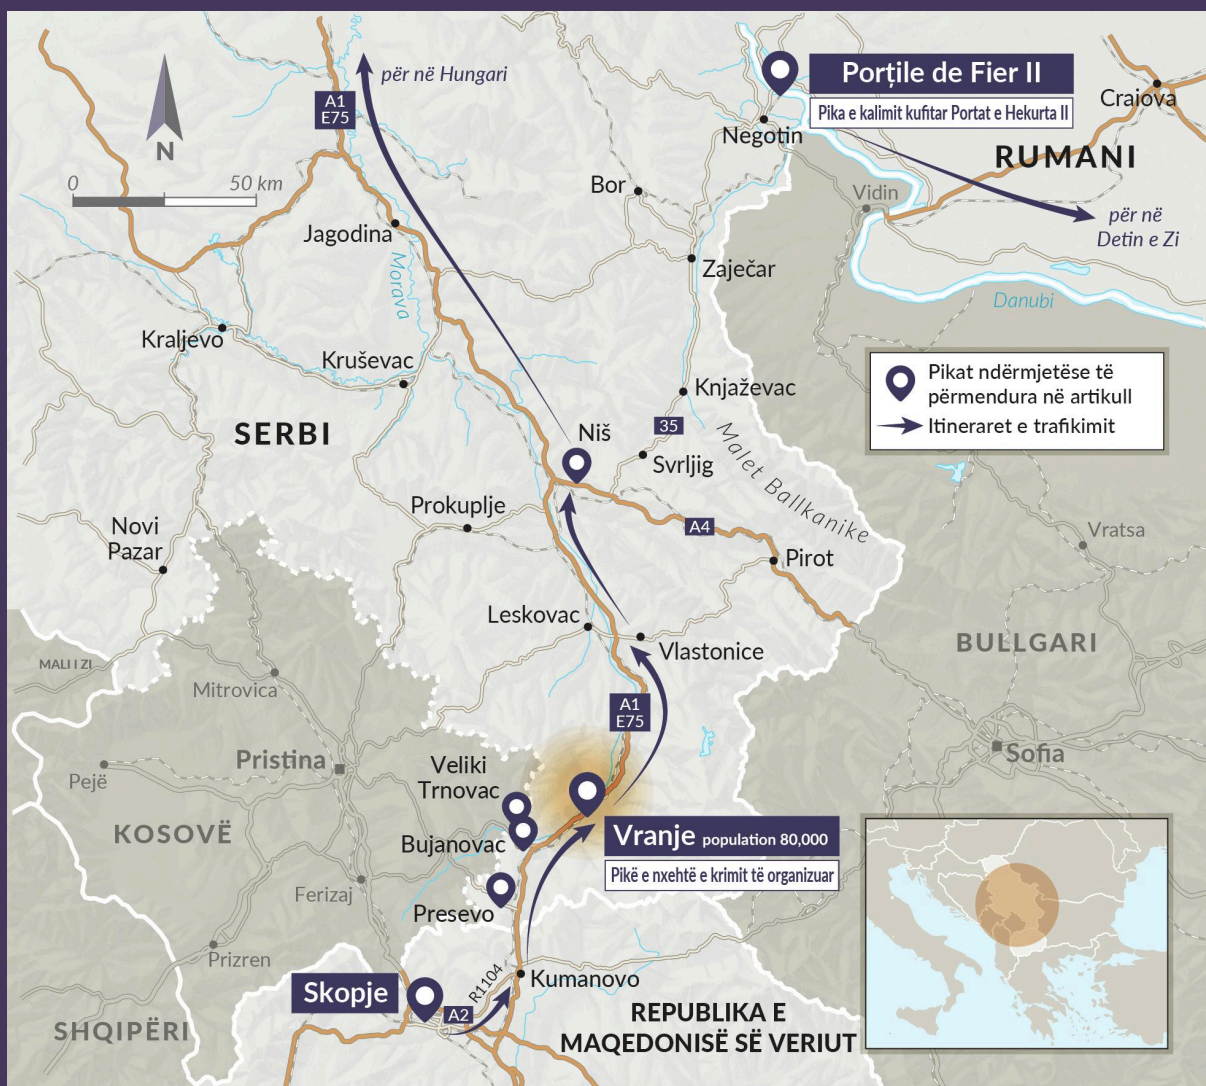 për në Hungari
A1
E75
N
0
50 km
Porțile de Fier II
Pika e kalimit kufitar Portat e Hekurta II
Negotin
Craiova
RUMANI
Bor
Vidin
për në
Detin e Zi
Jagodina
Morava
Zaječar
Danubi
Kraljevo
Kruševac
Knjaževac
Pikat ndërmjetëse të
përmendura në artikull
Itineraret e trafikimit
SERBI
Niš
35
Svrljig
Malet Ballkanike
Prokuplje
A4
Novi
Pazar
Pirot
Vratsa
Leskovac
Vlastonice
BULLGARI
MALI I ZI
Mitrovica
A1
E75
Pristina
Sofia
Pejë
Veliki
Trnovac
KOSOVË
Bujanovac
Vranje population 80,000
Pikë e nxehtë e krimit të organizuar
Ferizaj
Presevo
Prizren
Skopje
A2
R1104
Kumanovo
SHQIPËRI
REPUBLIKA E
MAQEDONISË SË VERIUT